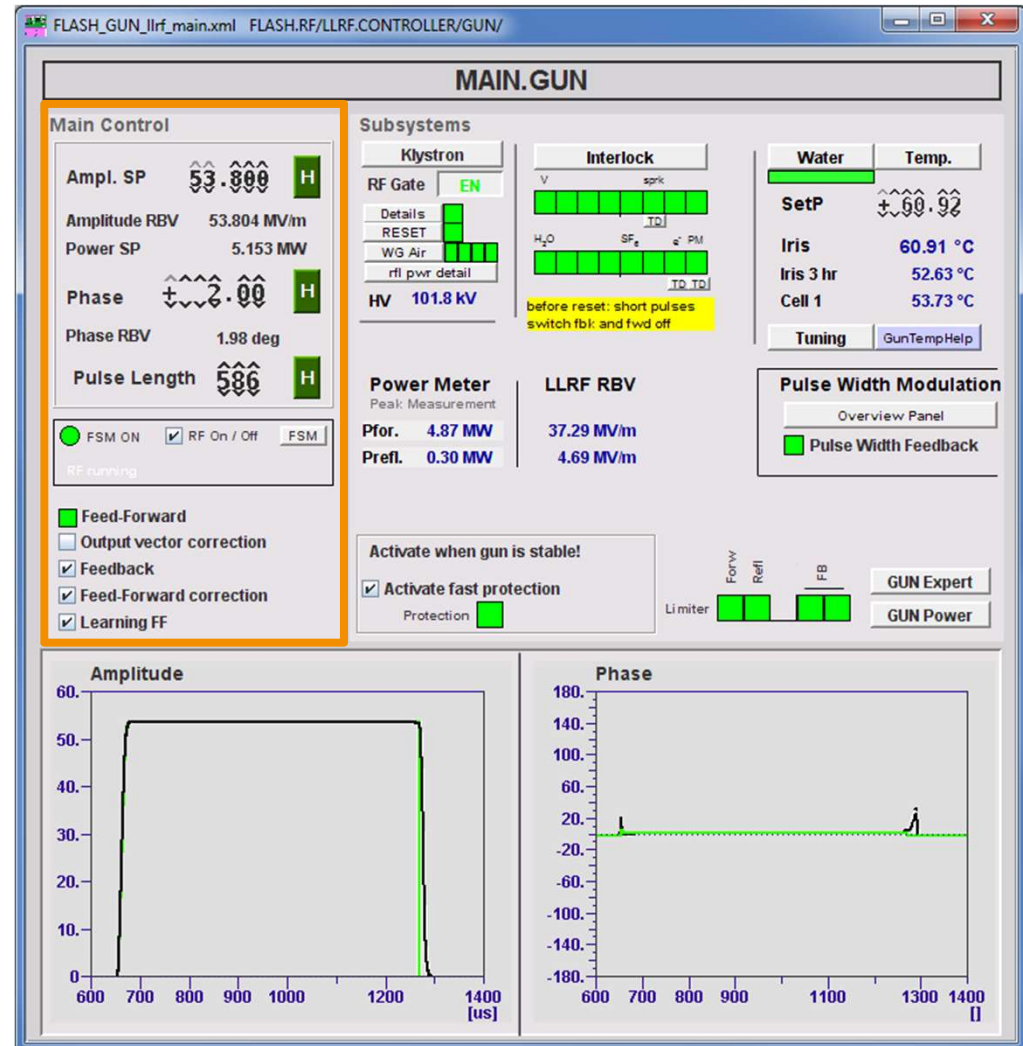 FLASH_GUN_llrf_main.xml FLASH.RF/LLRF.CONTROLLER/GUN/
MAIN.GUN
Main Control
Ampl. SP 53.800 H
Amplitude RBV 53.804 MV/m
Power SP 5.153 MW
Phase +2.00 H
Phase RBV 1.98 deg
Pulse Length 586 H
FSM ON RF On / Off FSM
RF running
Feed-Forward
Output vector correction
Feedback
Feed-Forward correction
Learning FF
Subsystems
Klystron
RF Gate EN
Details
RESET
WG Air
rfl pwr detail
HV 101.8 kV
Interlock
V sprk
TD
H2O SF6 e- PM
TD TD
before reset: short pulses
switch fbk and fwd off
Water Temp.
SetP +60.92
Iris 60.91 °C
Iris 3 hr 52.63 °C
Cell 1 53.73 °C
Tuning GunTempHelp
Power Meter LLRF RBV
Peak Measurement
Pfor. 4.87 MW 37.29 MV/m
Prefl. 0.30 MW 4.69 MV/m
Pulse Width Modulation
Overview Panel
Pulse Width Feedback
Activate when gun is stable!
Activate fast protection
Protection
Limiter Forw Refl FB
GUN Expert
GUN Power
Amplitude
60.
50.
40.
30.
20.
10.
0
600 700 800 900 1000 1200 1400
[us]
Phase
180.
140.
100.
60.
20.
-20.
-60.
-100.
-140.
-180.
600 700 800 900 1100 1300 1400
[]